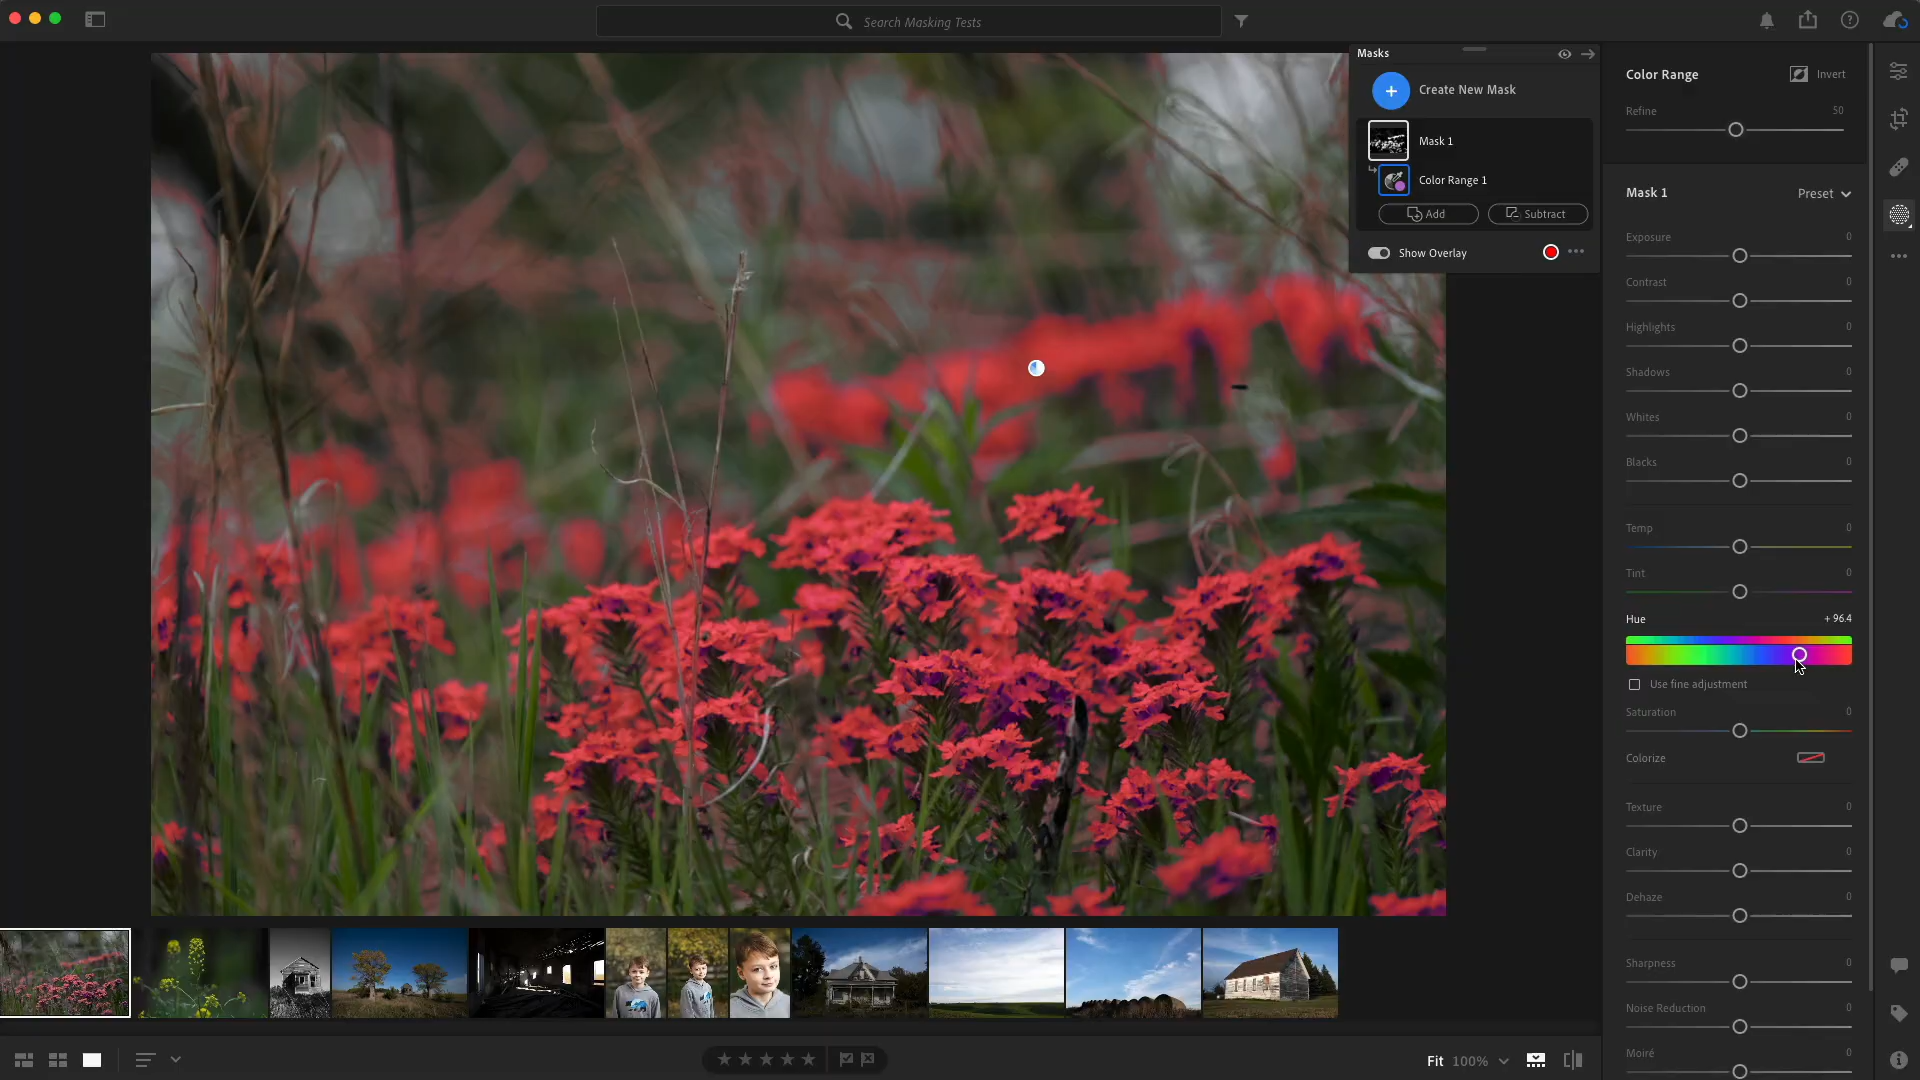 Search Masking Tests
Masks
Create New Mask
Mask 1
Color Range 1
Add
Subtract
Show Overlay
Color Range
Invert
Refine
50
Mask 1
Preset
Exposure
0
Contrast
0
Highlights
0
Shadows
0
Whites
0
Blacks
0
Temp
0
Tint
0
Hue
+ 96.4
Use fine adjustment
Saturation
0
Colorize
Texture
0
Clarity
0
Dehaze
0
Sharpness
0
Noise Reduction
0
Moiré
0
Fit
100%